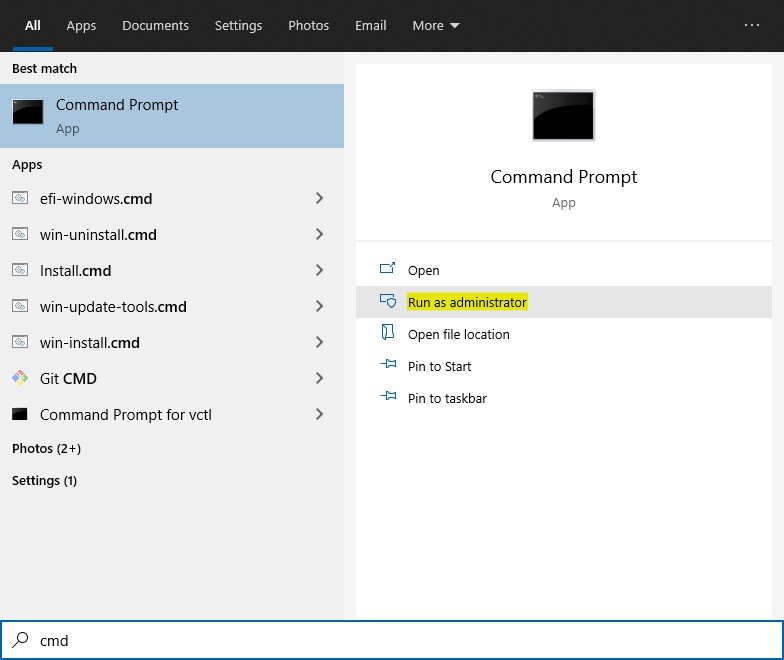 All Apps Documents Settings Photos Email More ...
Best match
Command Prompt
App
Apps
efi-windows.cmd
win-uninstall.cmd
Install.cmd
win-update-tools.cmd
win-install.cmd
Git CMD
Command Prompt for vctl
Photos (2+)
Settings (1)
Command Prompt
App
Open
Run as administrator
Open file location
Pin to Start
Pin to taskbar
cmd